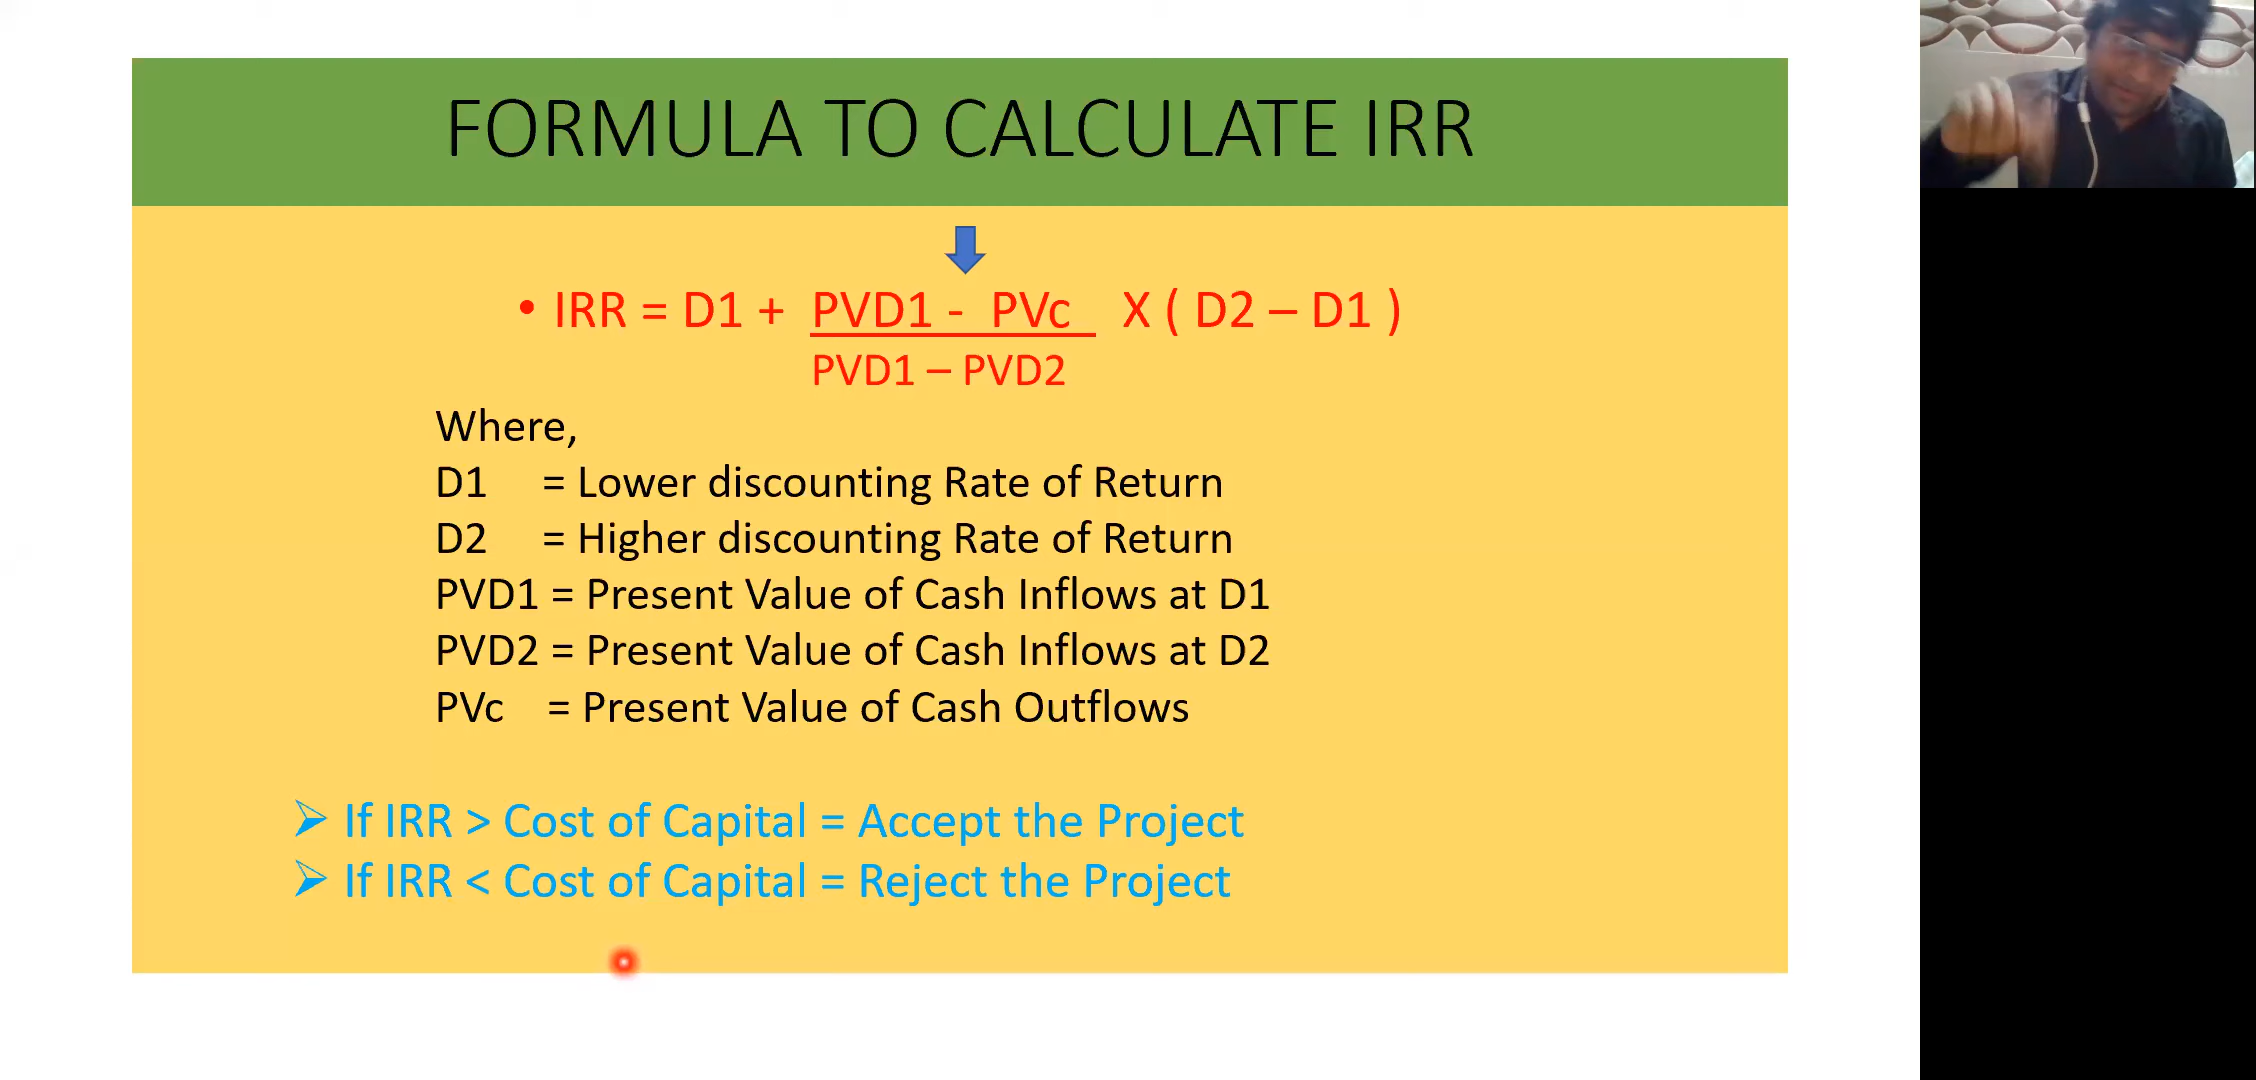 FORMULA TO CALCULATE IRR
• IRR = D1 + PVD1 - PVc X ( D2 – D1 )
PVD1 – PVD2
Where,
D1 = Lower discounting Rate of Return
D2 = Higher discounting Rate of Return
PVD1 = Present Value of Cash Inflows at D1
PVD2 = Present Value of Cash Inflows at D2
PVc = Present Value of Cash Outflows
➢ If IRR > Cost of Capital = Accept the Project
➢ If IRR < Cost of Capital = Reject the Project